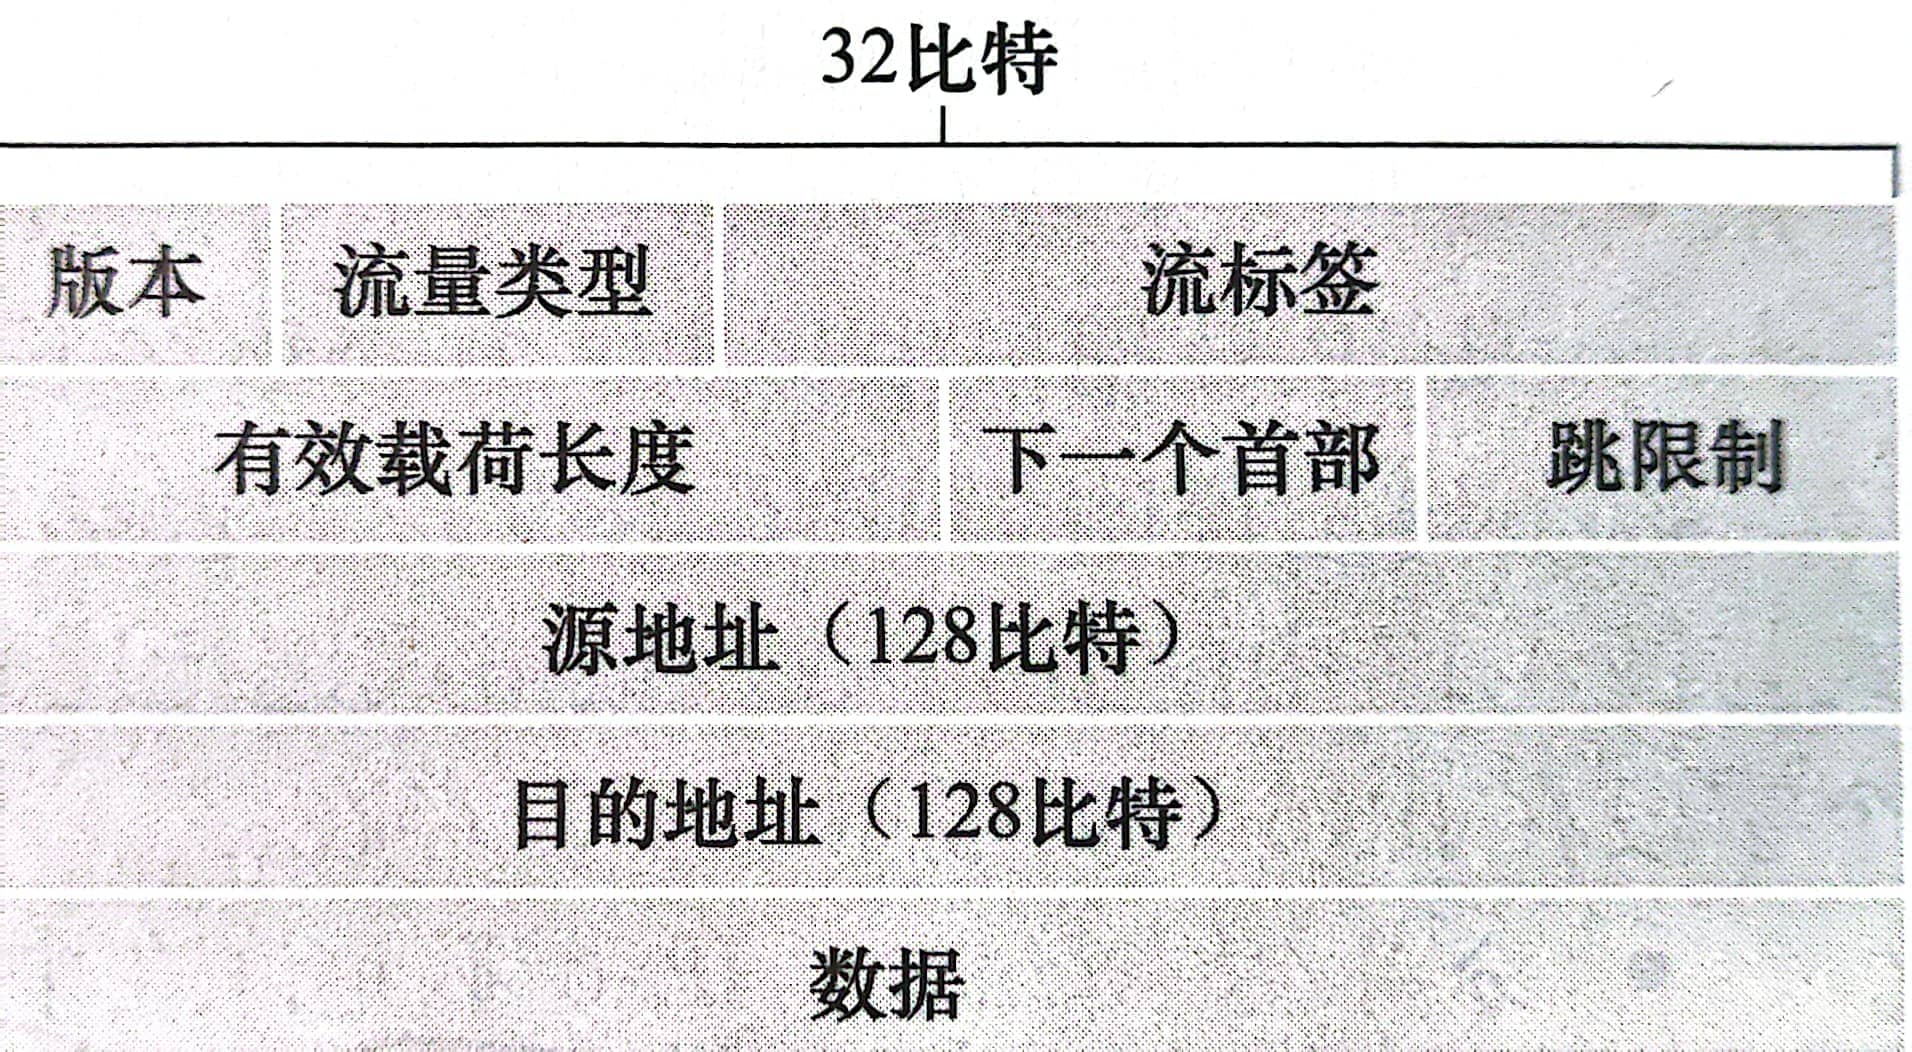 32比特
版本 流量类型 流标签
有效载荷长度 下一个首部 跳限制
源地址（128比特）
目的地址（128比特）
数据